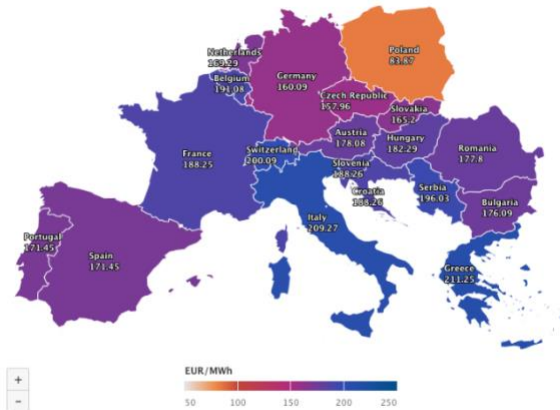 Poland
83.87
Netherlands
189.29
Germany
160.09
Belgium
191.08
Czech Republic
157.96
Slovakia
165.2
Austria
178.08
Hungary
182.29
Switzerland
200.09
France
188.25
Romania
177.8
Slovenia
188.26
Croatia
188.26
Serbia
196.03
Bulgaria
176.09
Italy
209.27
Portugal
171.45
Spain
171.45
Greece
211.25
+
-
EUR/MWh
50 100 150 200 250